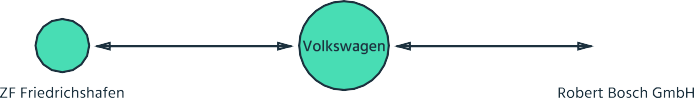 Volkswagen
ZF Friedrichshafen
Robert Bosch GmbH